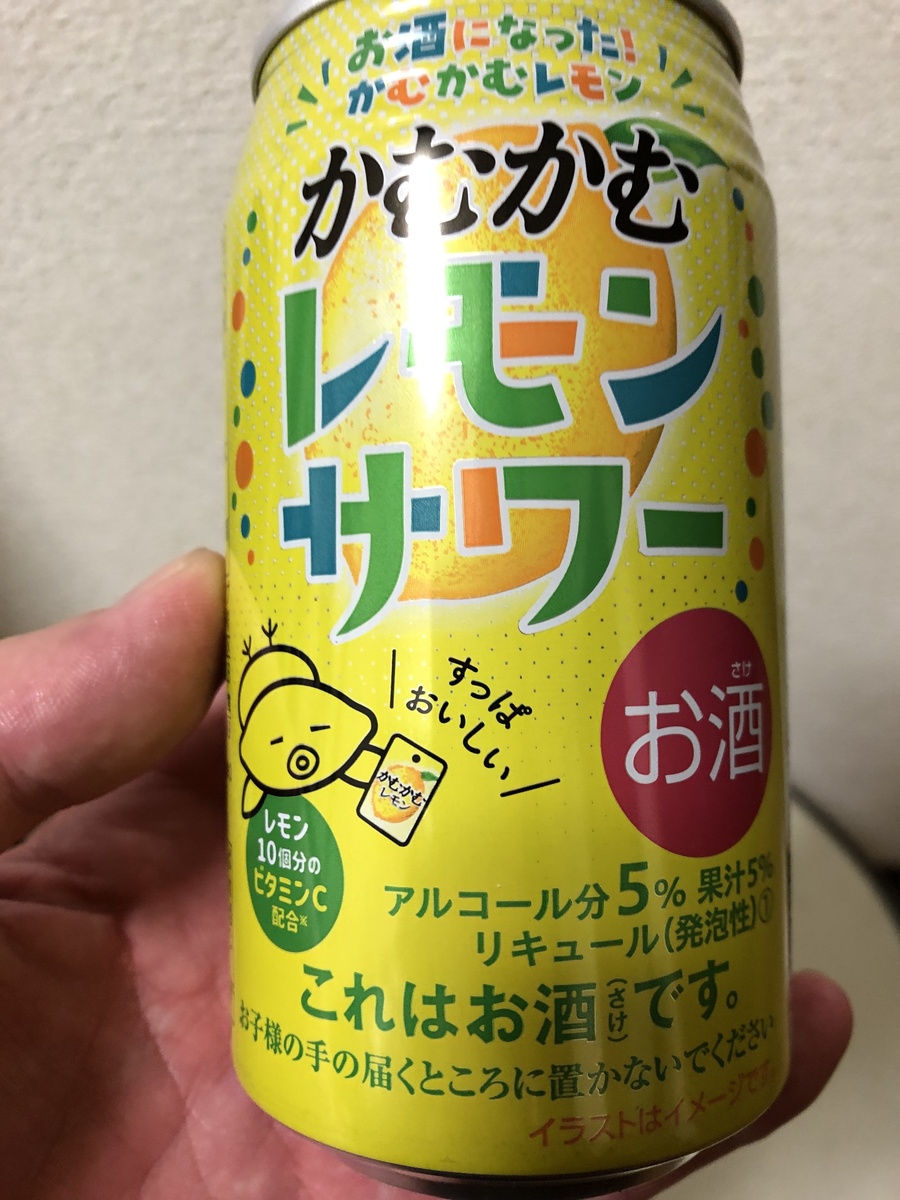 お酒になった!
かむかむレモン
かむかむ
レモン
サワー
すっぱ
おいしい
かむかむ
レモン
さけ
お酒
レモン
10個分の
ビタミンC
配合※
アルコール分5% 果汁5%
リキュール(発泡性)①
これはお酒(さけ)です。
お子様の手の届くところに置かないでください
イラストはイメージです。